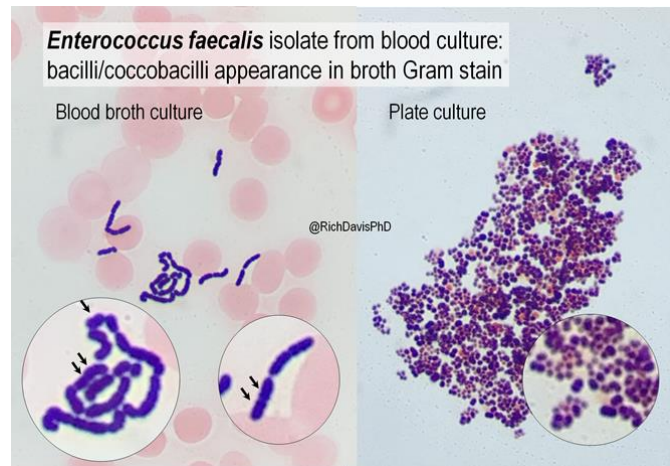 Enterococcus faecalis isolate from blood culture:
bacilli/coccobacilli appearance in broth Gram stain
Blood broth culture
Plate culture
@RichDavisPhD